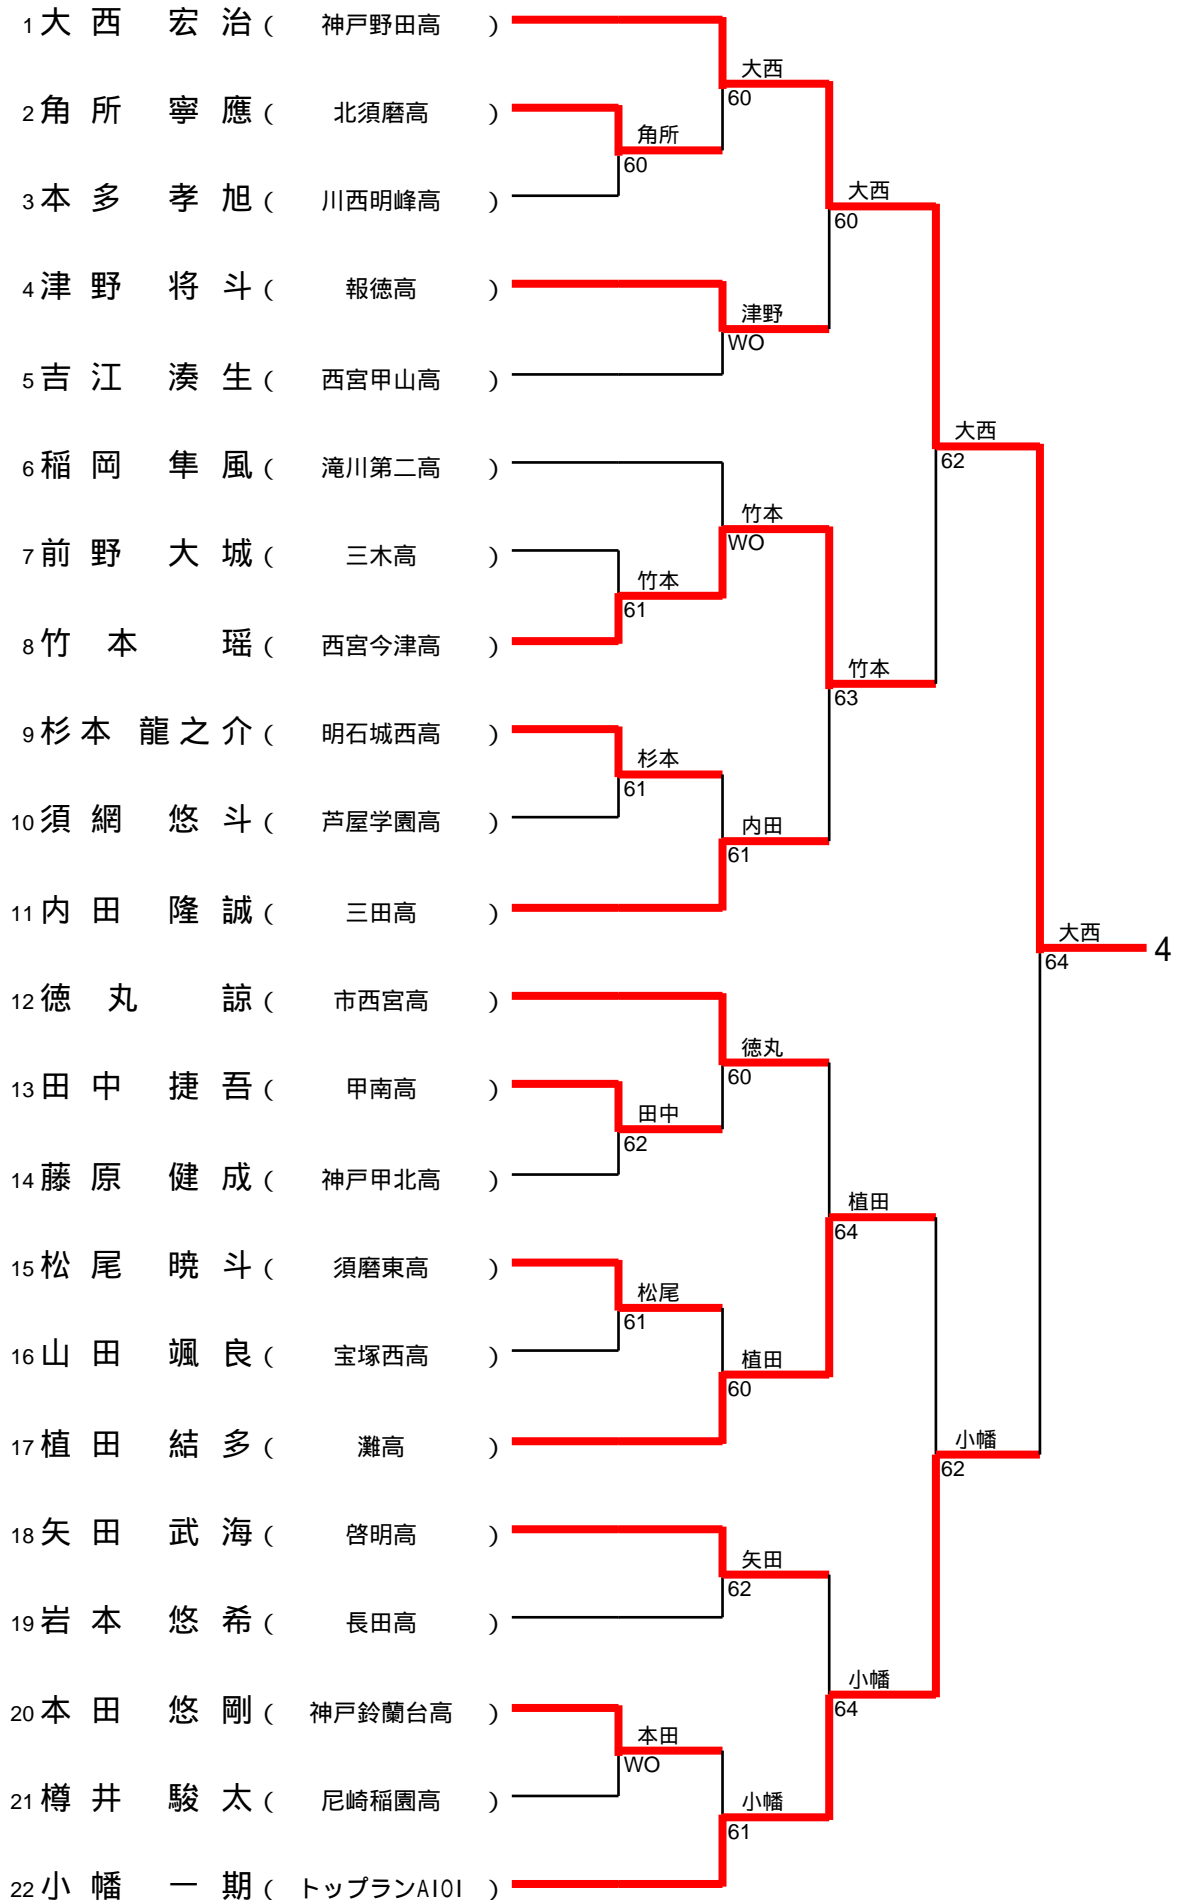 1 大西 宏治 ( 神戸野田高 )
大西
60
2 角所 寧應 ( 北須磨高 )
角所
60
3 本多 孝旭 ( 川西明峰高 )
大西
60
4 津野 将斗 ( 報徳高 )
津野
WO
5 吉江 湊生 ( 西宮甲山高 )
大西
62
6 稲岡 隼風 ( 滝川第二高 )
竹本
WO
7 前野 大城 ( 三木高 )
竹本
61
8 竹本 瑶 ( 西宮今津高 )
竹本
63
9 杉本 龍之介 ( 明石城西高 )
杉本
61
10 須網 悠斗 ( 芦屋学園高 )
内田
61
11 内田 隆誠 ( 三田高 )
大西
64
4
12 徳丸 諒 ( 市西宮高 )
徳丸
60
13 田中 捷吾 ( 甲南高 )
田中
62
14 藤原 健成 ( 神戸甲北高 )
植田
64
15 松尾 暁斗 ( 須磨東高 )
松尾
61
16 山田 颯良 ( 宝塚西高 )
植田
60
17 植田 結多 ( 灘高 )
小幡
62
18 矢田 武海 ( 啓明高 )
矢田
62
19 岩本 悠希 ( 長田高 )
小幡
64
20 本田 悠剛 ( 神戸鈴蘭台高 )
本田
WO
21 樽井 駿太 ( 尼崎稲園高 )
小幡
61
22 小幡 一期 ( トップランAIOI )